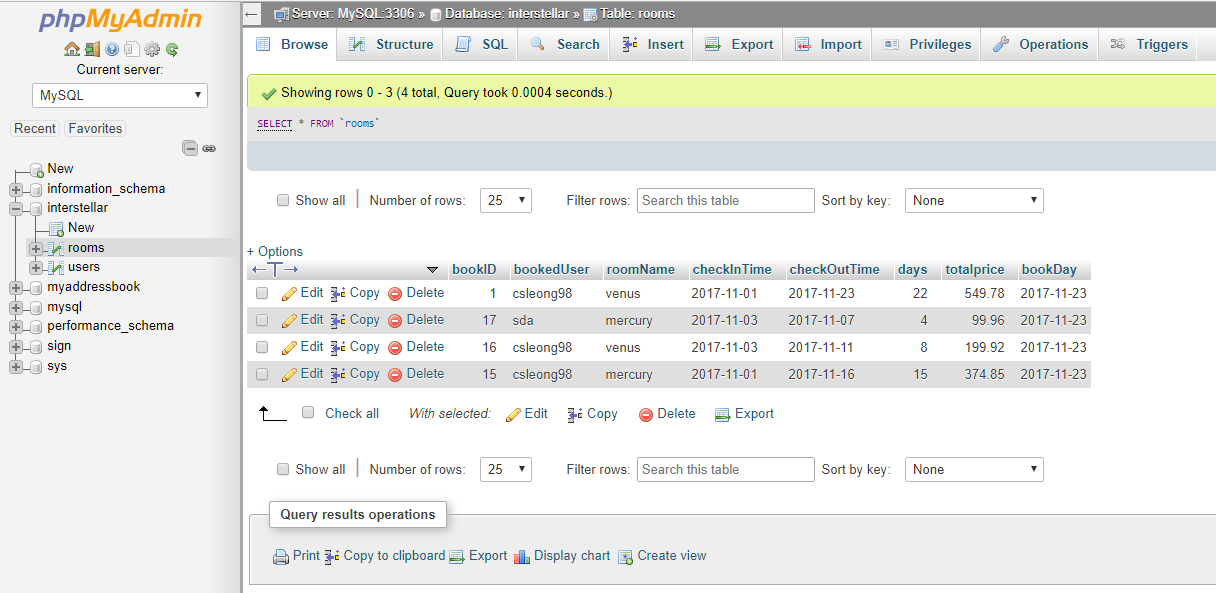 phpMyAdmin
Current server:
MySQL
Recent Favorites
New
information_schema
interstellar
New
rooms
users
myaddressbook
mysql
performance_schema
sign
sys
Server: MySQL:3306 » Database: interstellar » Table: rooms
Browse Structure SQL Search Insert Export Import Privileges Operations Triggers
Showing rows 0 - 3 (4 total, Query took 0.0004 seconds.)
SELECT * FROM `rooms`
Show all Number of rows: 25 Filter rows: Search this table Sort by key: None
+ Options
bookID bookedUser roomName checkInTime checkOutTime days totalprice bookDay
Edit Copy Delete 1 csleong98 venus 2017-11-01 2017-11-23 22 549.78 2017-11-23
Edit Copy Delete 17 sda mercury 2017-11-03 2017-11-07 4 99.96 2017-11-23
Edit Copy Delete 16 csleong98 venus 2017-11-03 2017-11-11 8 199.92 2017-11-23
Edit Copy Delete 15 csleong98 mercury 2017-11-01 2017-11-16 15 374.85 2017-11-23
Check all With selected: Edit Copy Delete Export
Show all Number of rows: 25 Filter rows: Search this table Sort by key: None
Query results operations
Print Copy to clipboard Export Display chart Create view